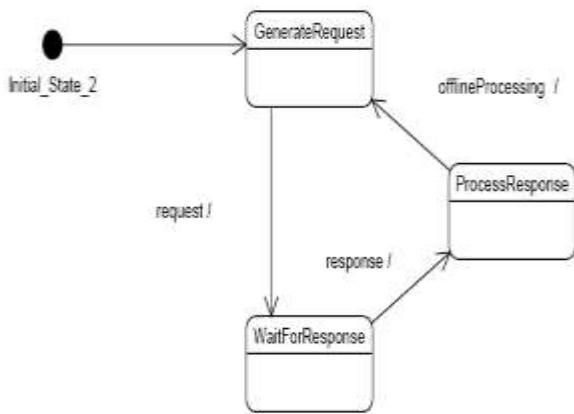 GenerateRequest
Initial_State_2
offlineProcessing /
ProcessResponse
request /
response /
WaitForResponse